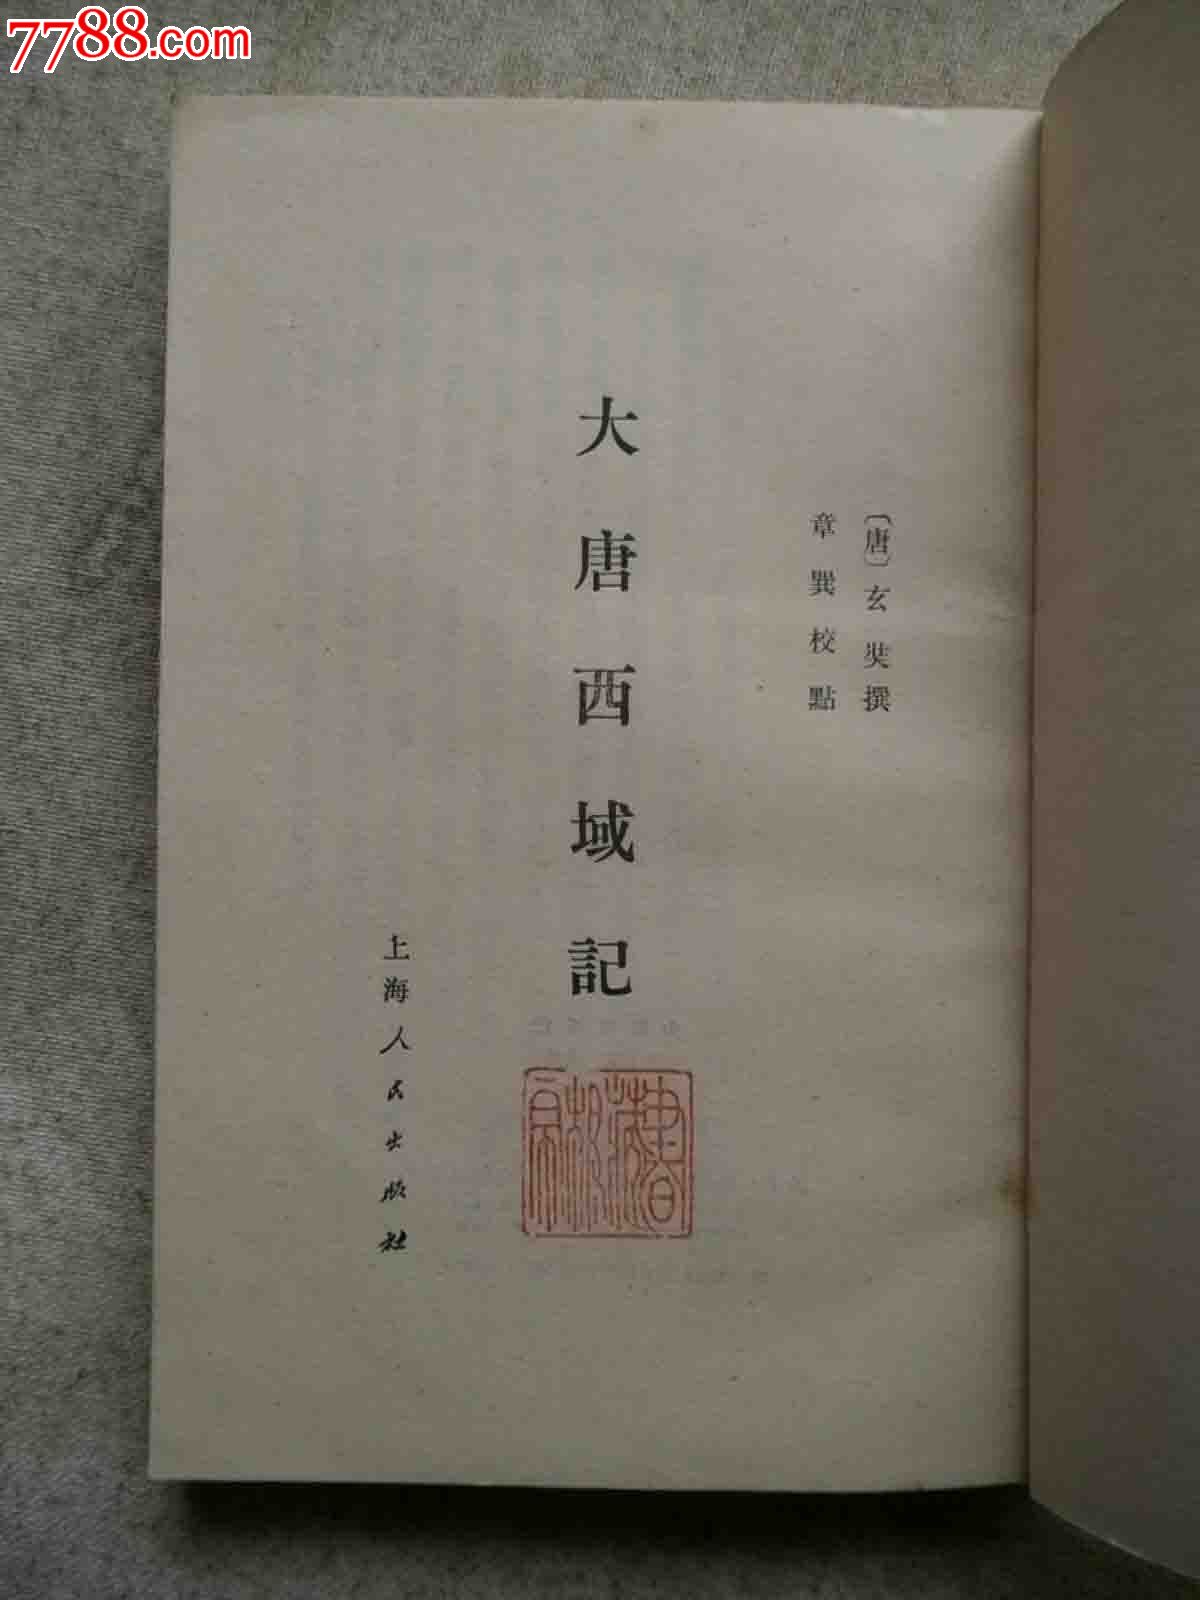 7788.com
〔唐〕玄奘撰
章巽校點
大唐西域記
上海人民出版社